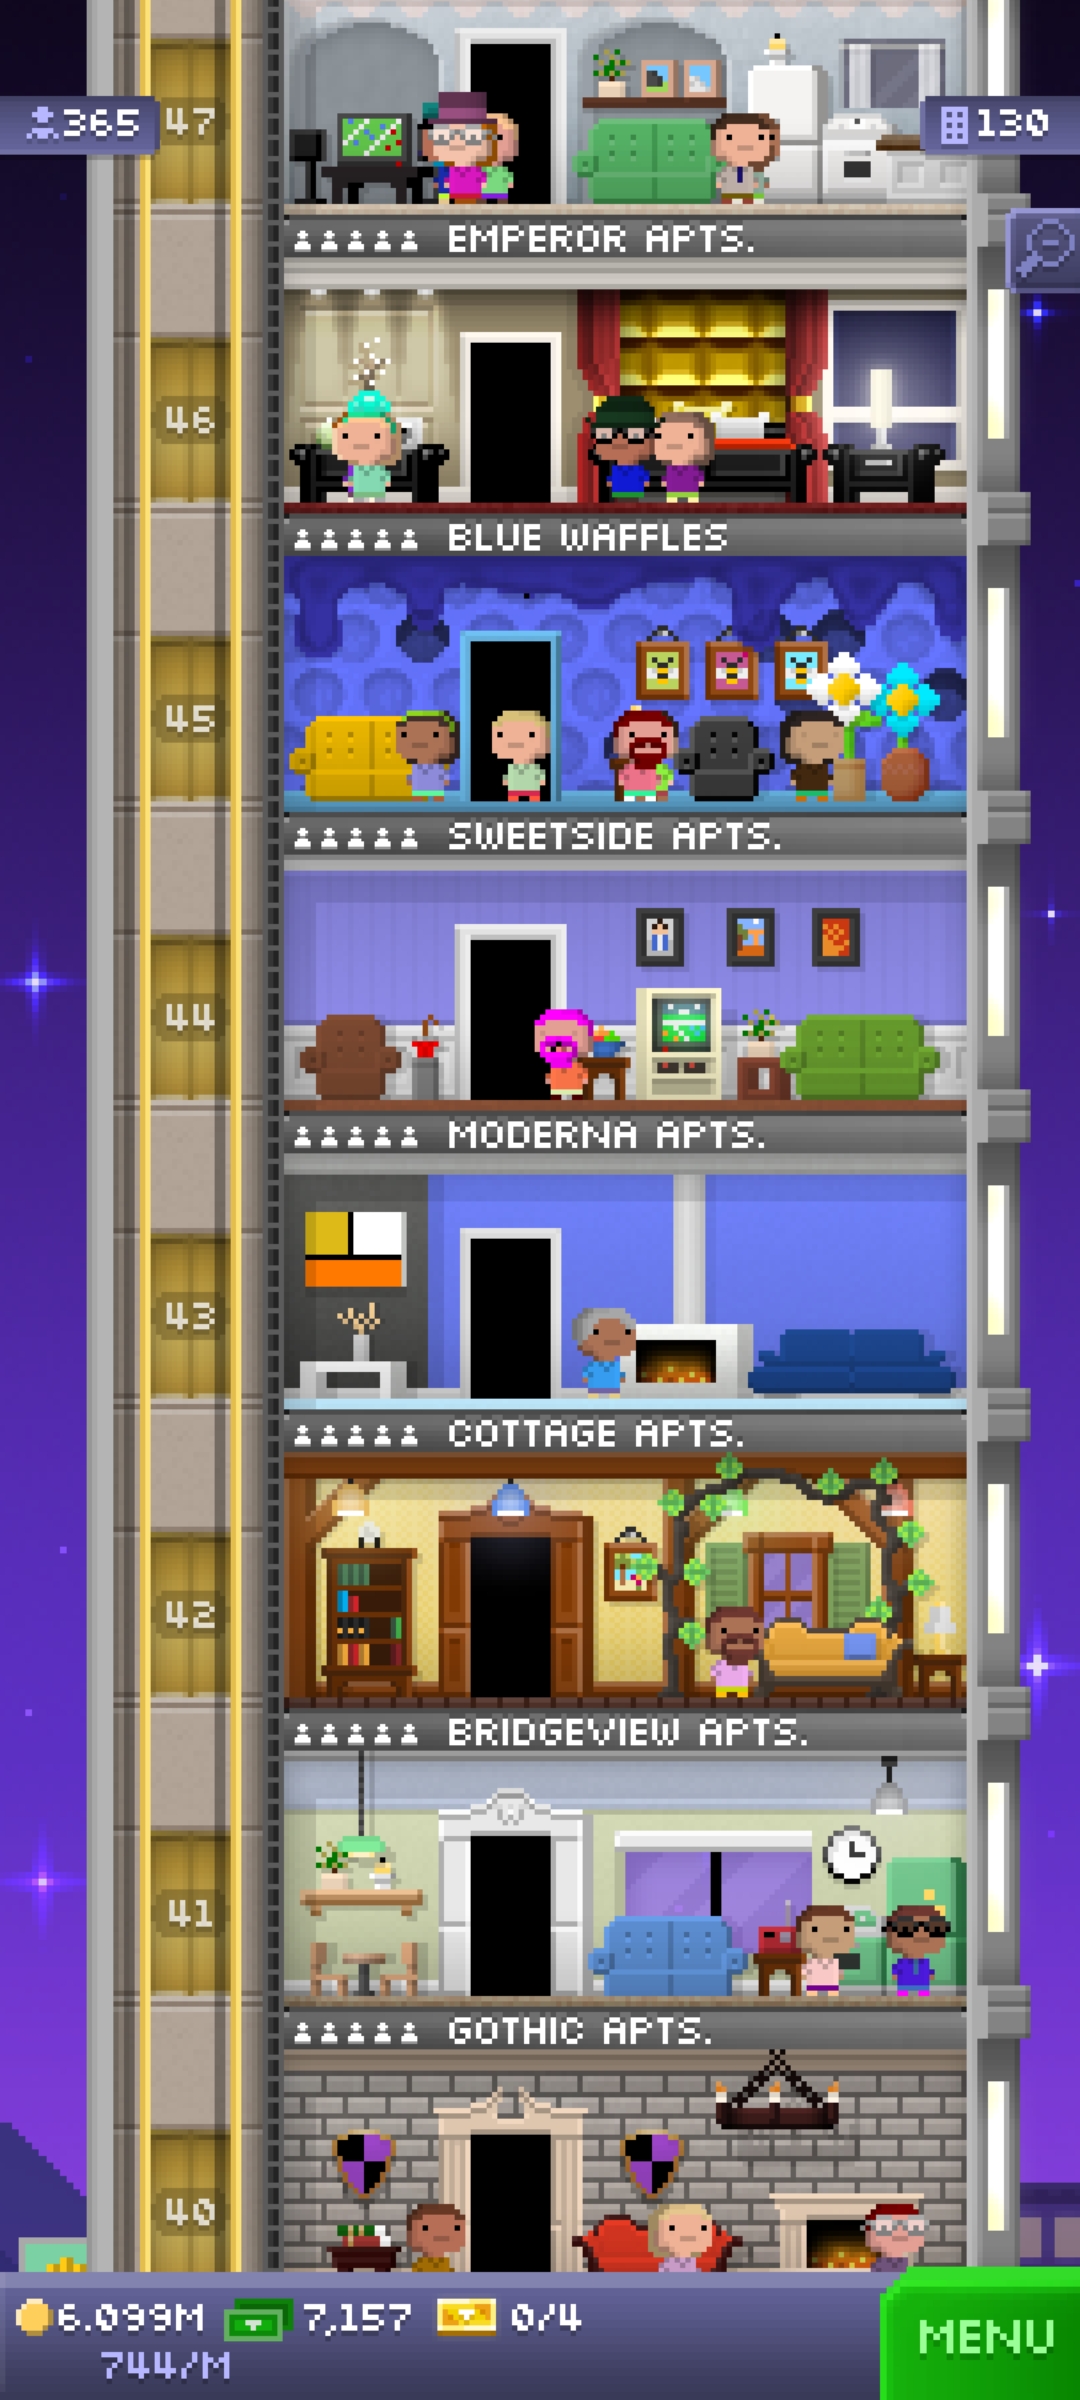 365
47
130
EMPEROR APTS.
46
BLUE WAFFLES
45
SWEETSIDE APTS.
44
MODERNA APTS.
43
COTTAGE APTS.
42
BRIDGEVIEW APTS.
41
GOTHIC APTS.
40
6.099M 7,157 0/4
744/M
MENU